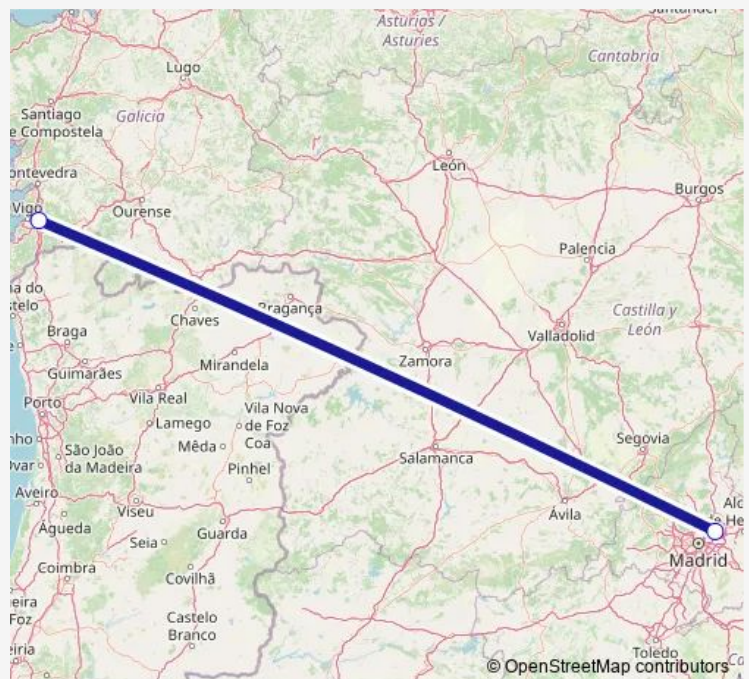 Asturias /
Asturies
Cantabria
Lugo
Santiago
Compostela
Galicia
León
Burgos
Vigo
Ourense
Palencia
Chaves
Bragança
Castilla y
León
Braga
Valladolid
Guimarães
Mirandela
Zamora
Vila Real
Porto
Lamego
Vila Nova
de Foz
Coa
Segovia
São João
da Madeira
Mêda
Salamanca
Pinhel
Aveiro
Viseu
Ávila
Águeda
Seia
Guarda
Madrid
Coimbra
Covilhã
Foz
Castelo
Branco
Toledo
© OpenStreetMap contributors